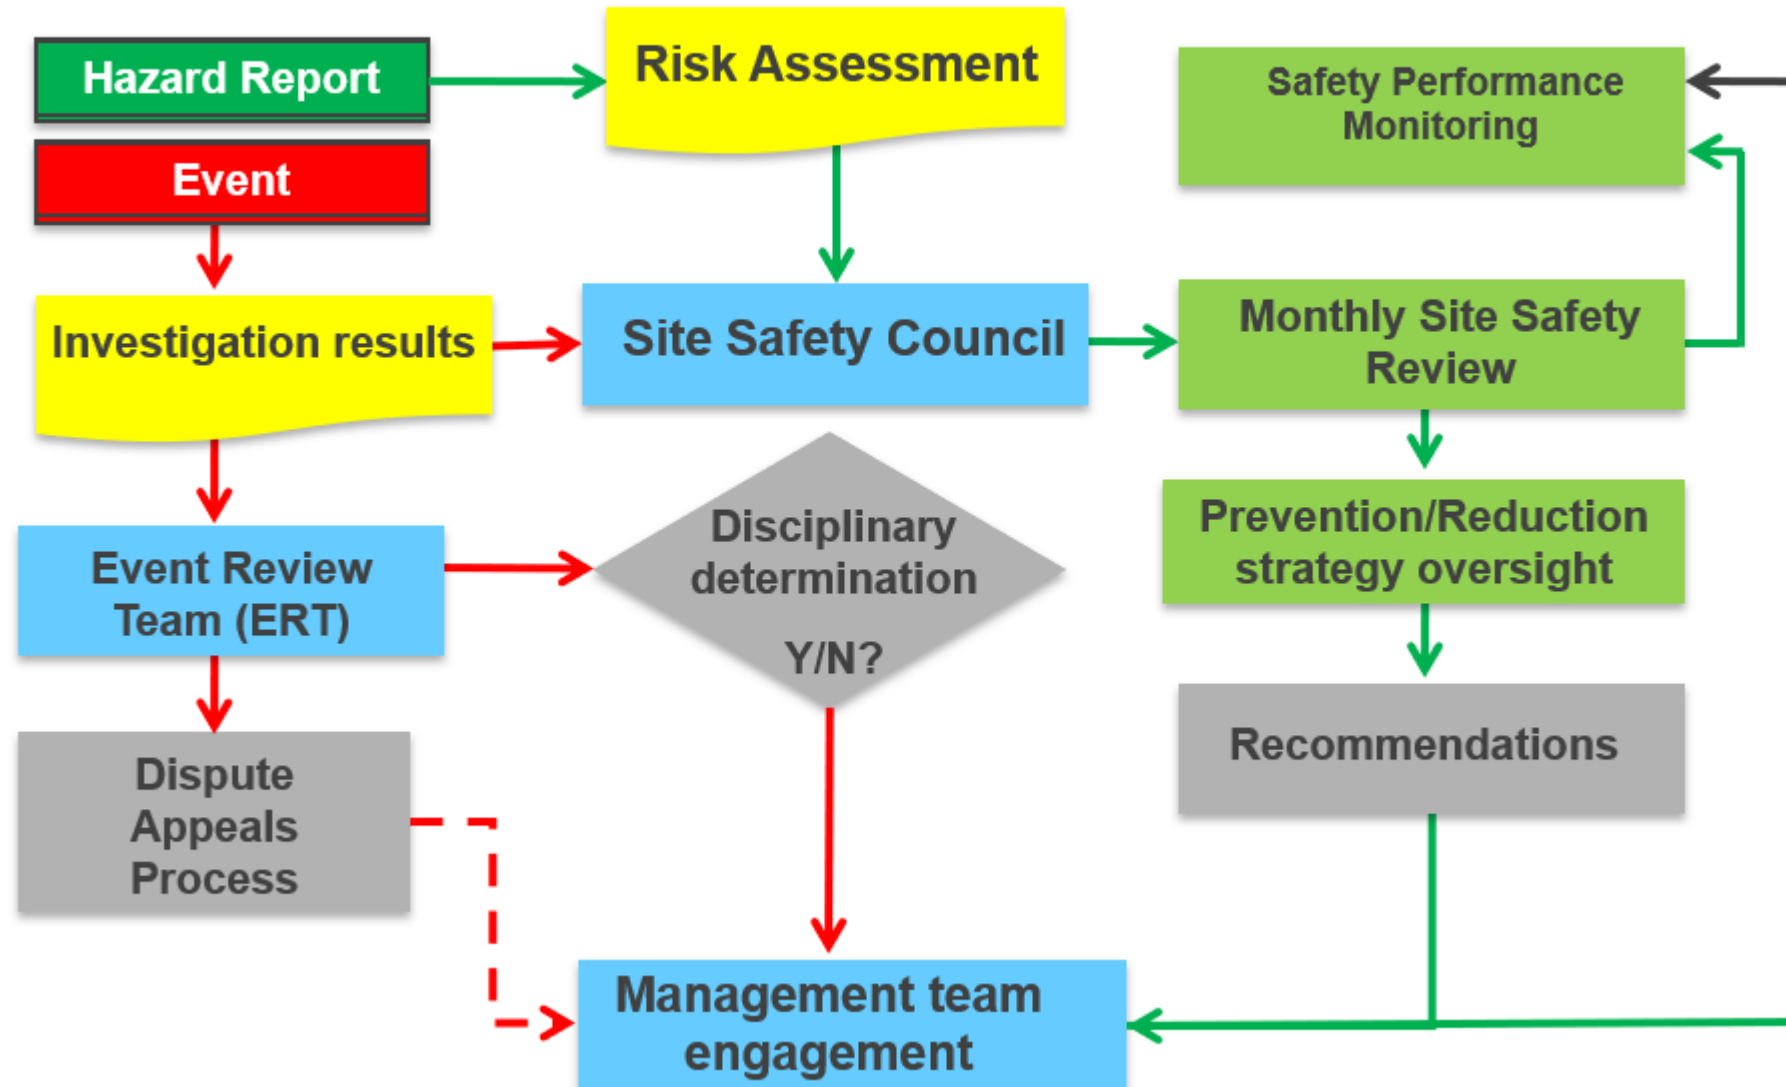 Hazard Report
Risk Assessment
Safety Performance
Monitoring
Event
Investigation results
Site Safety Council
Monthly Site Safety
Review
Disciplinary
determination
Y/N?
Prevention/Reduction
strategy oversight
Event Review
Team (ERT)
Recommendations
Dispute
Appeals
Process
Management team
engagement